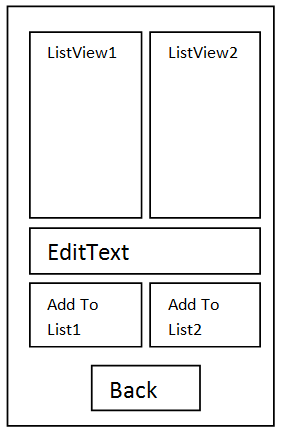 ListView1
ListView2
EditText
Add To
List1
Add To
List2
Back